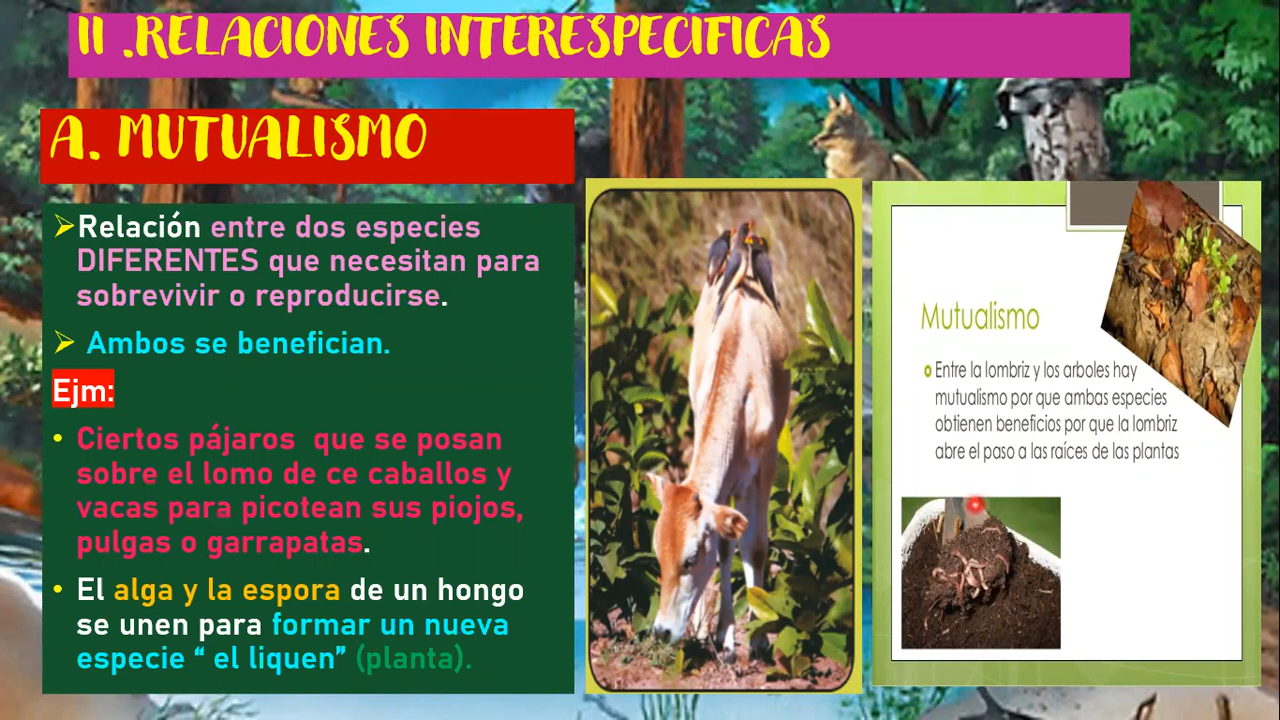 II .RELACIONES INTERESPECIFICAS
A. MUTUALISMO
Relación entre dos especies
DIFERENTES que necesitan para
sobrevivir o reproducirse.
Ambos se benefician.
Ejm:
Ciertos pájaros que se posan
sobre el lomo de ce caballos y
vacas para picotean sus piojos,
pulgas o garrapatas.
El alga y la espora de un hongo
se unen para formar un nueva
especie “ el liquen” (planta).
Mutualismo
Entre la lombriz y los arboles hay
mutualismo por que ambas especies
obtienen beneficios por que la lombriz
abre el paso a las raíces de las plantas